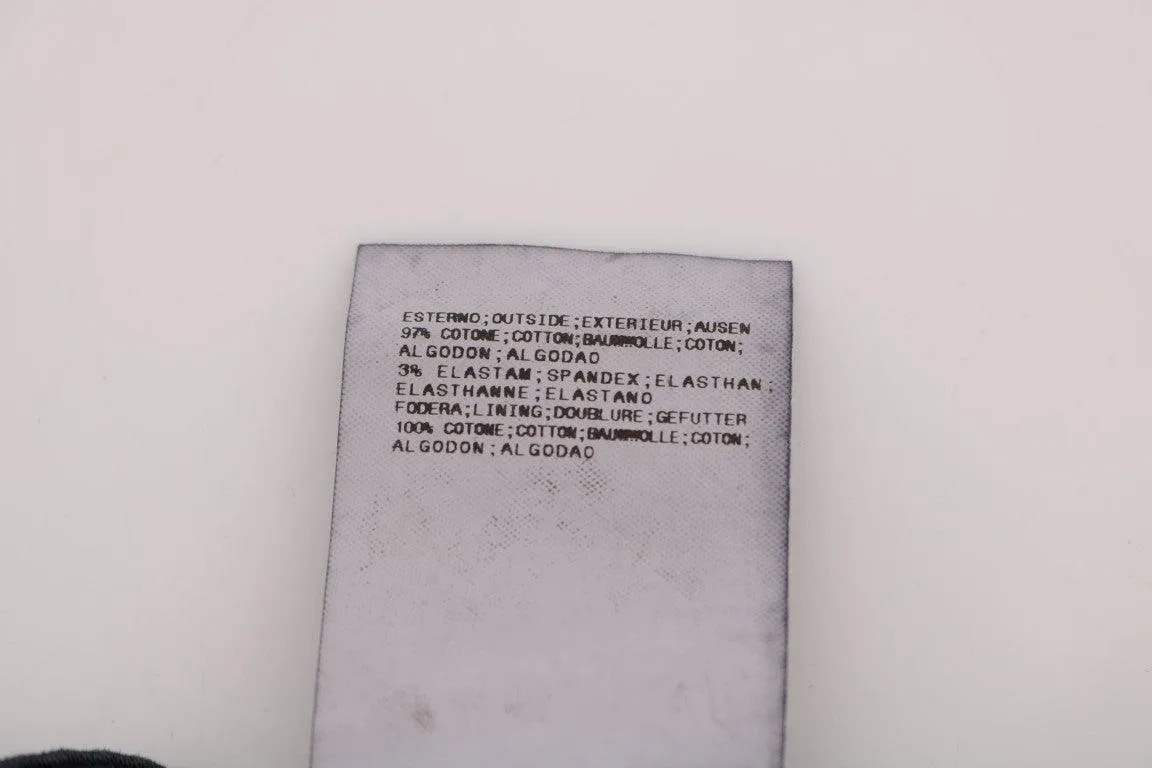 ESTERNO;OUTSIDE;EXTERIEUR;AUSEN
97% COTONE;COTTON;BAUMWOLLE;COTON;
ALGODON;ALGODAO
3% ELASTAM;SPANDEX;ELASTHAN;
ELASTHANNE;ELASTANO
FODERA;LINING;DOUBLURE;GEFUTTER
100% COTONE;COTTON;BAUMWOLLE;COTON;
ALGODON;ALGODAO